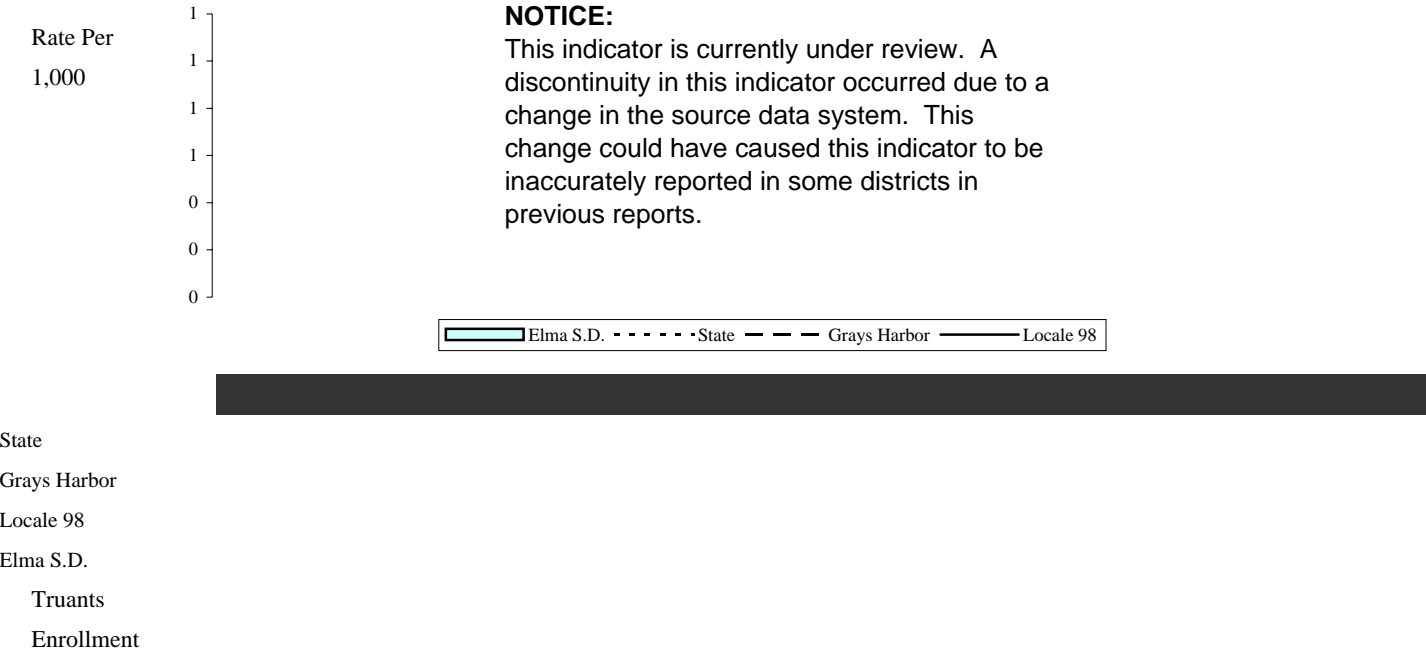 Rate Per
1,000
1
1
1
1
0
0
0
NOTICE:
This indicator is currently under review. A
discontinuity in this indicator occurred due to a
change in the source data system. This
change could have caused this indicator to be
inaccurately reported in some districts in
previous reports.
Elma S.D. State Grays Harbor Locale 98
State
Grays Harbor
Locale 98
Elma S.D.
Truants
Enrollment